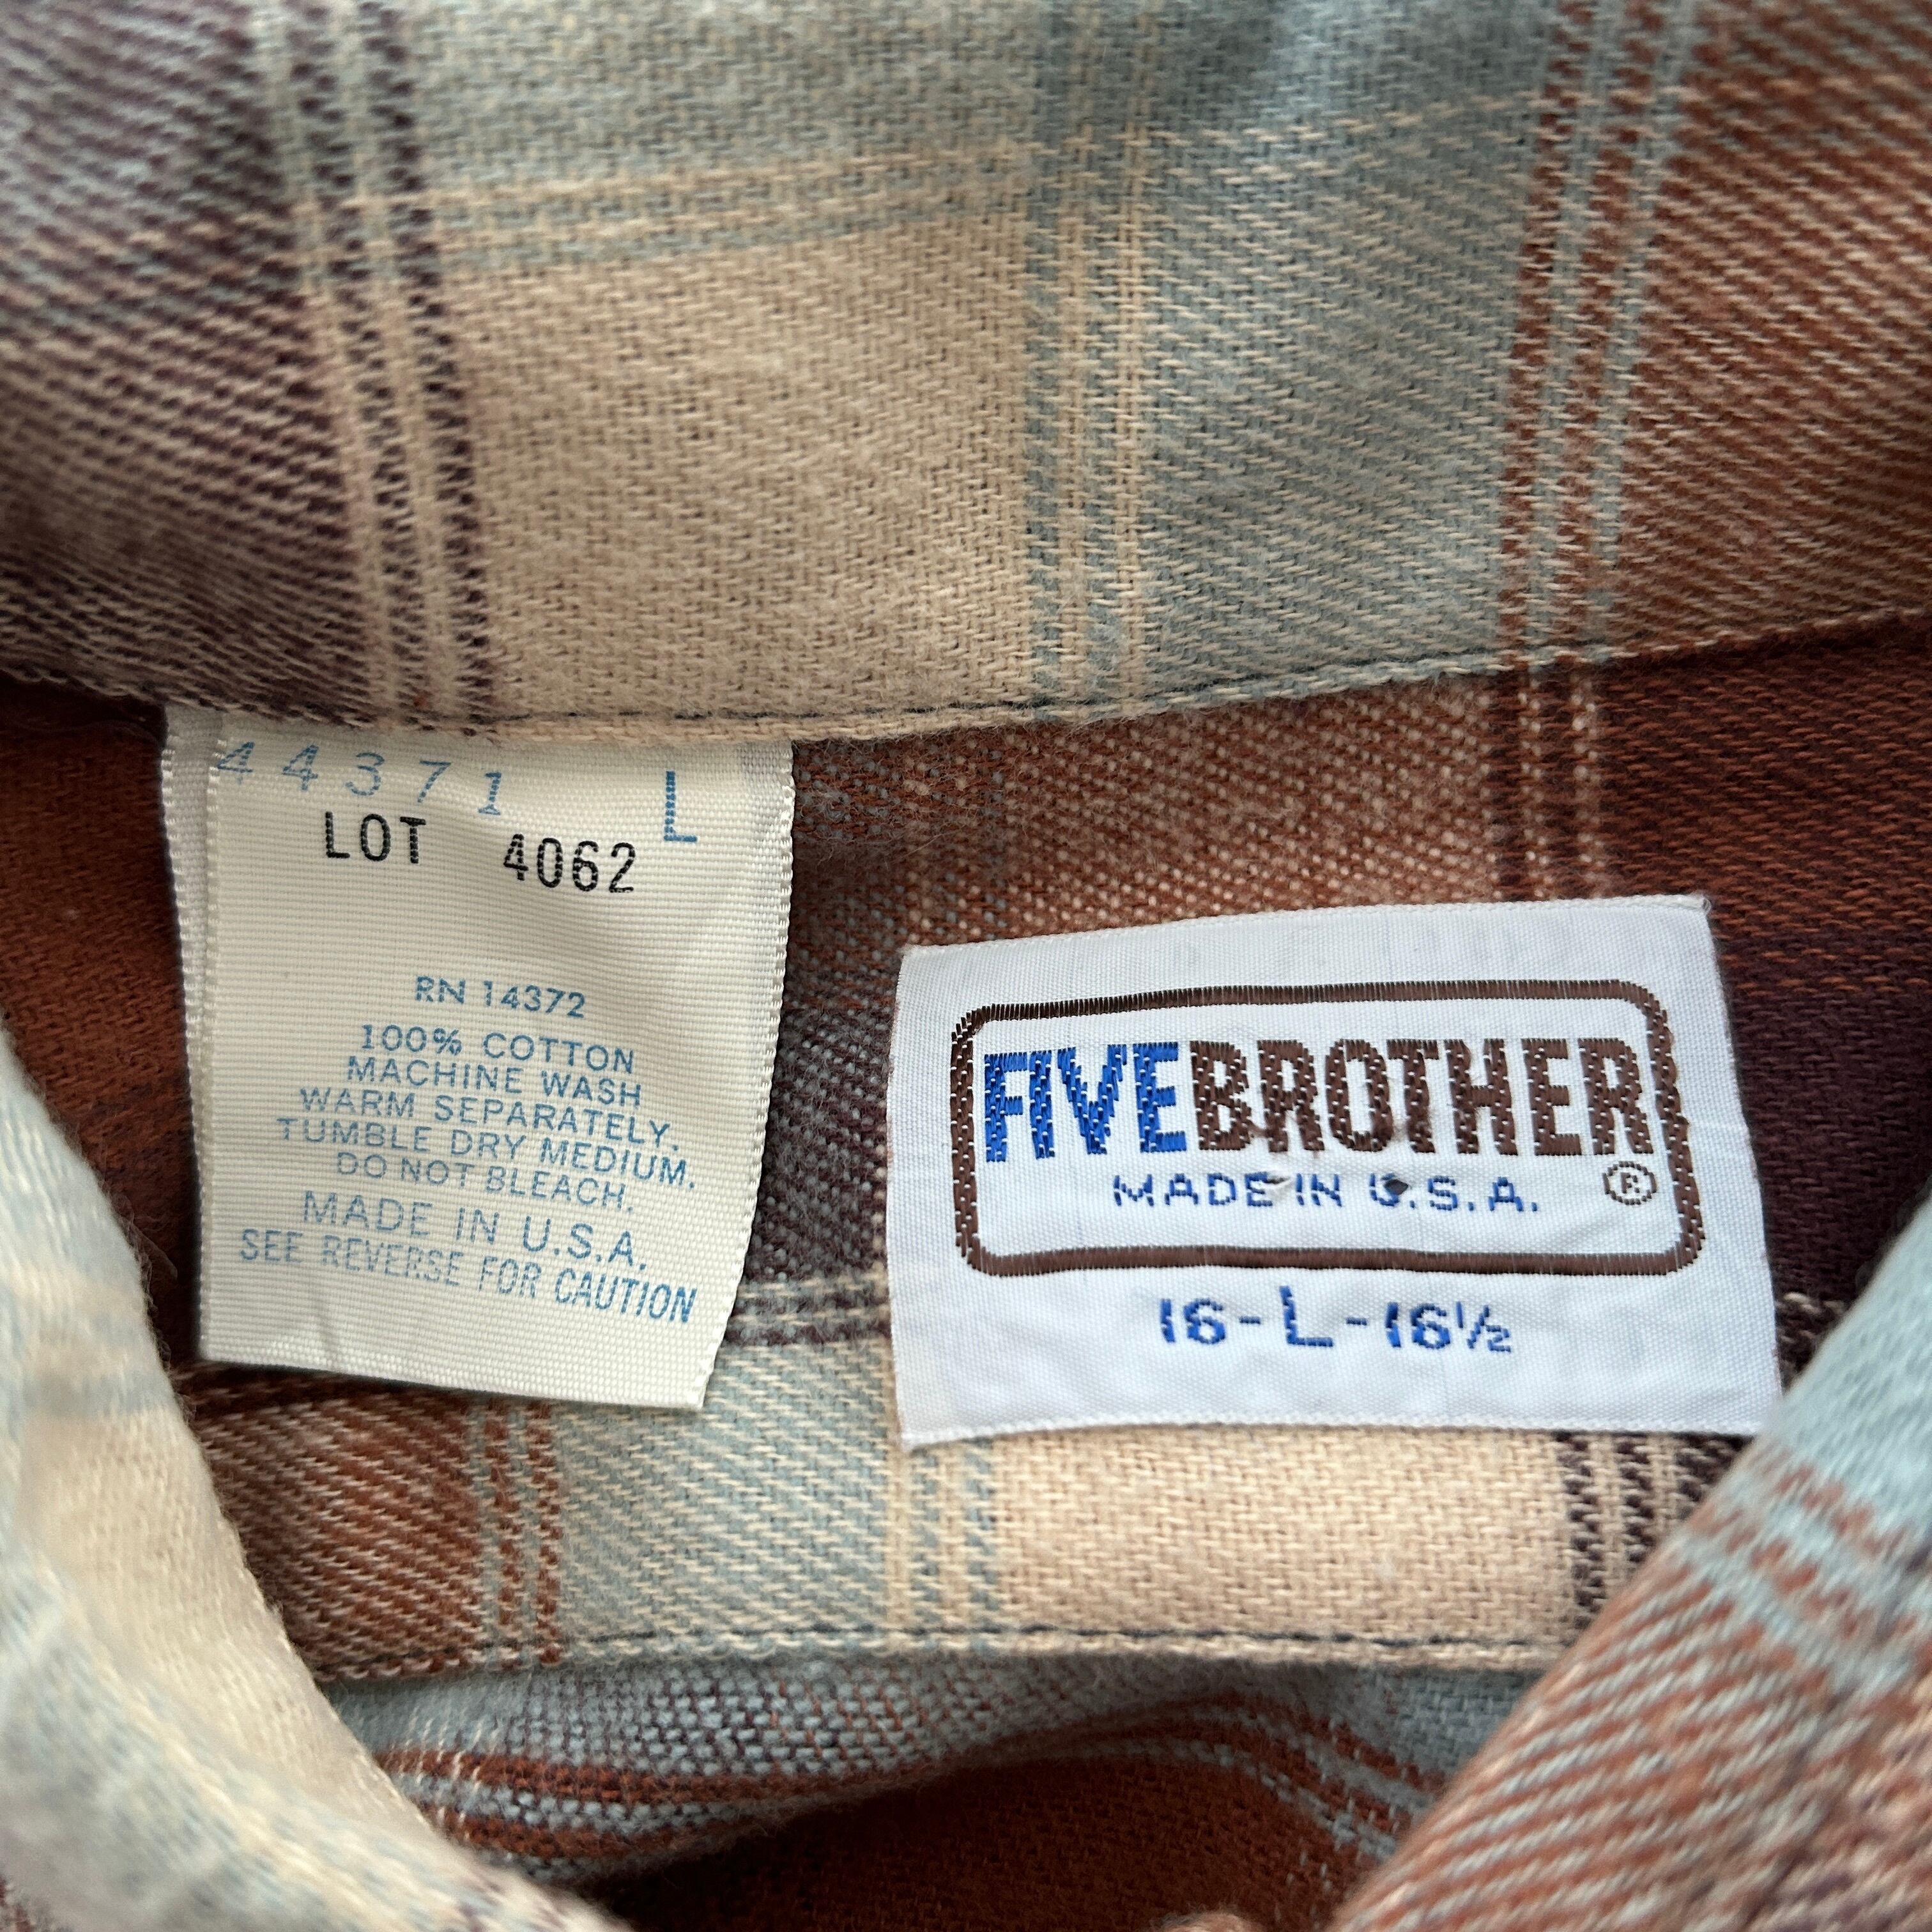 44371 L
LOT 4062
RN 14372
100% COTTON
MACHINE WASH
WARM SEPARATELY.
TUMBLE DRY MEDIUM.
DO NOT BLEACH.
MADE IN U.S.A.
SEE REVERSE FOR CAUTION
FIVEBROTHER
MADE IN U.S.A. ®
16-L-16½